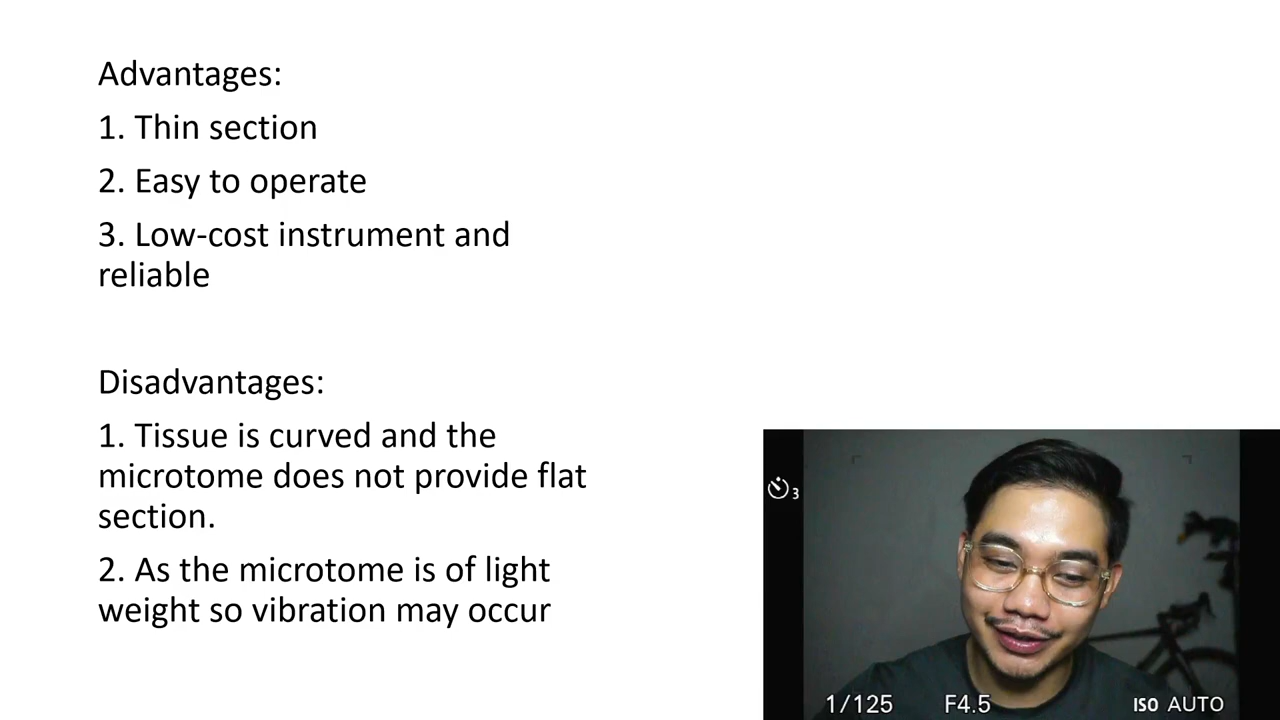 Advantages:
1. Thin section
2. Easy to operate
3. Low-cost instrument and
reliable
Disadvantages:
1. Tissue is curved and the
microtome does not provide flat
section.
2. As the microtome is of light
weight so vibration may occur
3
1/125 F4.5 ISO AUTO